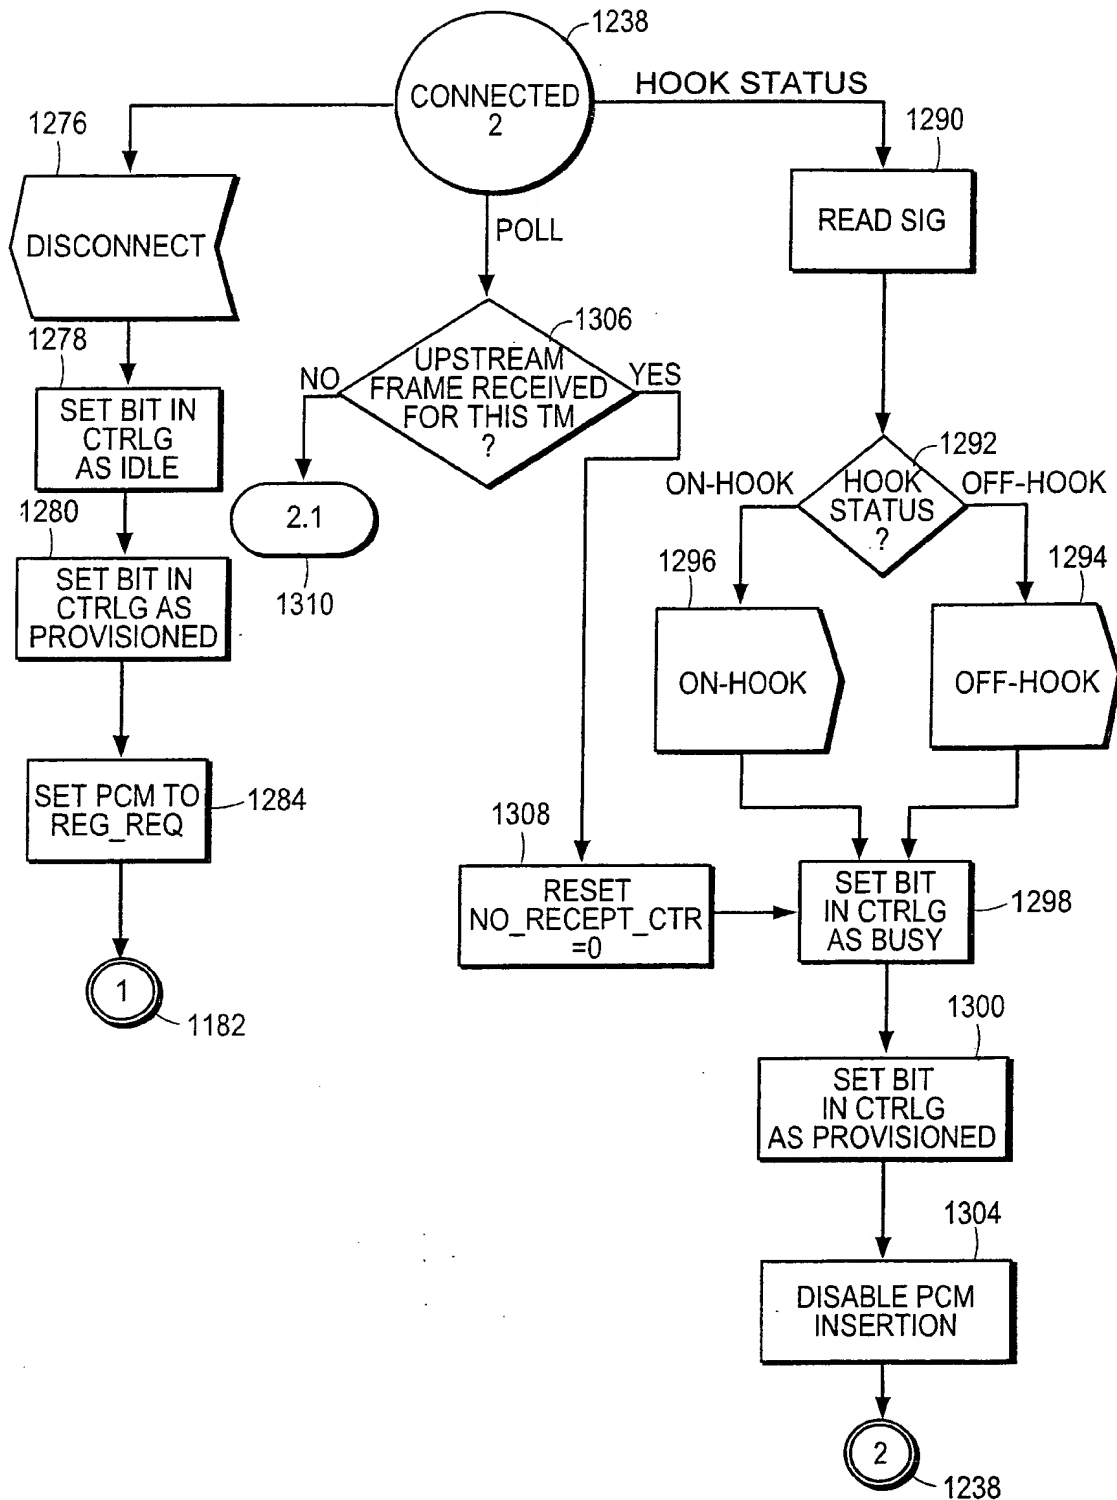 1238
CONNECTED
2
HOOK STATUS
1276
1290
DISCONNECT
POLL
READ SIG
1278
1306
UPSTREAM
FRAME RECEIVED
FOR THIS TM
?
NO
YES
SET BIT IN
CTRLG
AS IDLE
1292
ON-HOOK
HOOK
STATUS
?
OFF-HOOK
1280
2.1
1310
SET BIT IN
CTRLG AS
PROVISIONED
1296
1294
ON-HOOK
OFF-HOOK
SET PCM TO
REG_REQ
1284
1308
RESET
NO_RECEPT_CTR
=0
SET BIT
IN CTRLG
AS BUSY
1298
1
1182
1300
SET BIT
IN CTRLG
AS PROVISIONED
1304
DISABLE PCM
INSERTION
2
1238